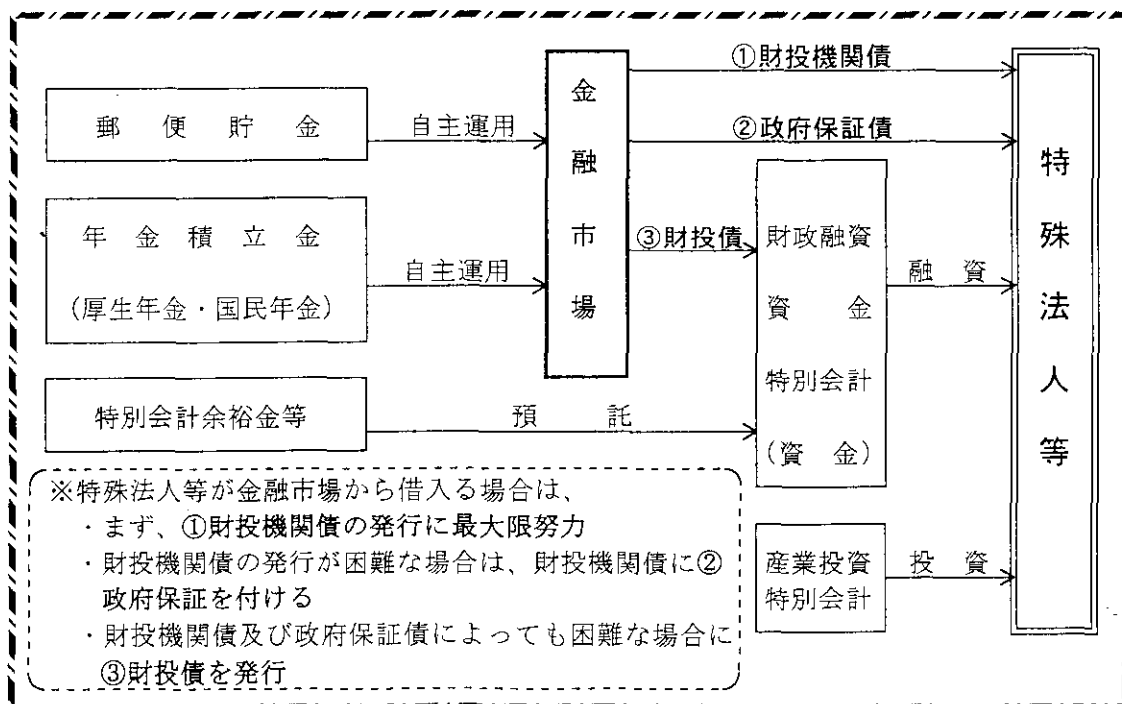 ①財投機関債
郵便貯金
自主運用
金融市場
②政府保証債
特殊法人等
年金積立金
(厚生年金・国民年金)
自主運用
③財投債
財政融資
資金
特別会計
(資金)
融資
特別会計余裕金等
預託
産業投資
特別会計
投資
※特殊法人等が金融市場から借入る場合は、
・まず、①財投機関債の発行に最大限努力
・財投機関債の発行が困難な場合は、財投機関債に②
政府保証を付ける
・財投機関債及び政府保証債によっても困難な場合に
③財投債を発行